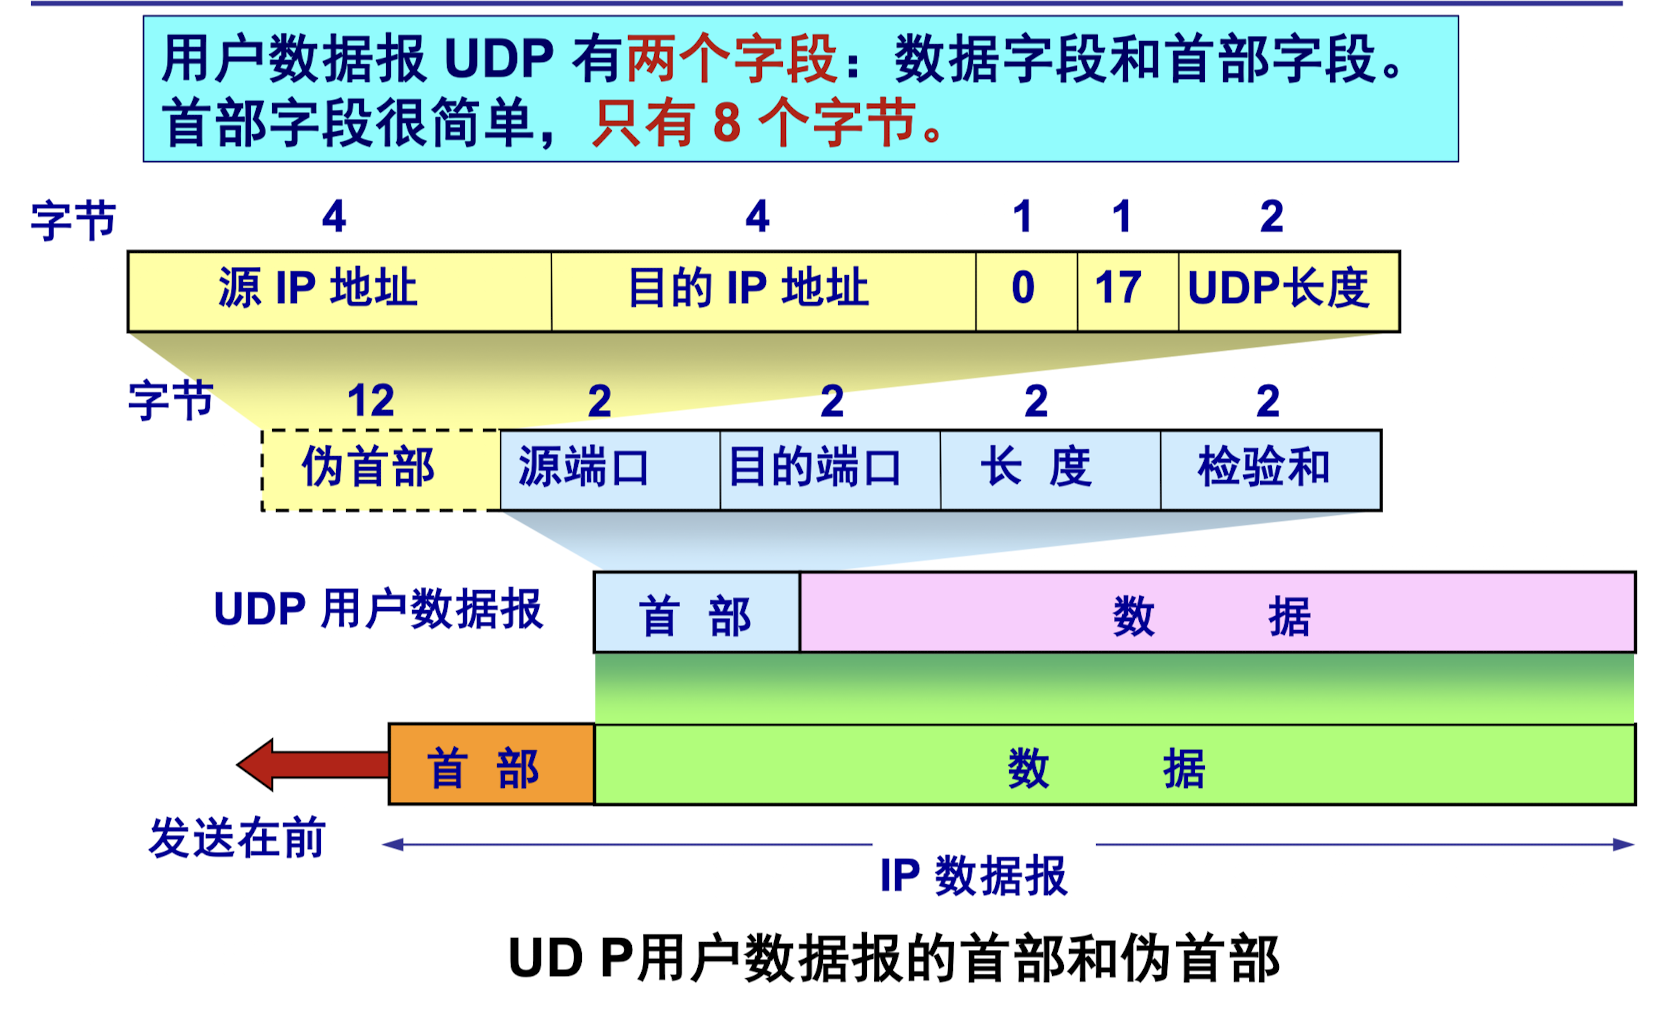 用户数据报 UDP 有两个字段：数据字段和首部字段。
首部字段很简单，只有 8 个字节。
字节 4 4 1 1 2
源 IP 地址 目的 IP 地址 0 17 UDP长度
字节 12 2 2 2 2
伪首部 源端口 目的端口 长 度 检验和
UDP 用户数据报 首 部 数 据
首 部 数 据
发送在前
IP 数据报
UD P用户数据报的首部和伪首部